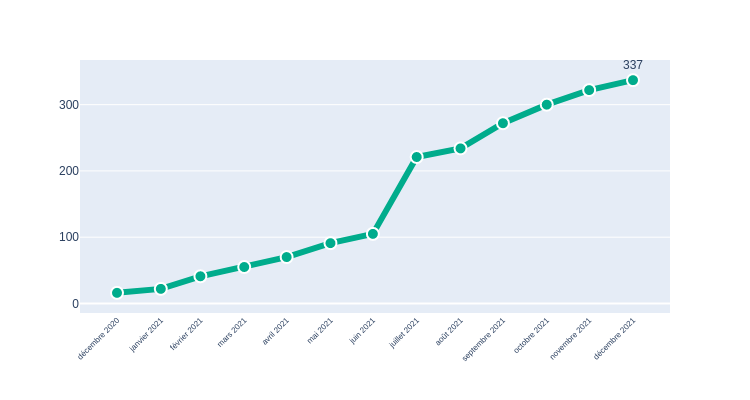 337
300
200
100
0
décembre 2020
janvier 2021
février 2021
mars 2021
avril 2021
mai 2021
juin 2021
juillet 2021
août 2021
septembre 2021
octobre 2021
novembre 2021
décembre 2021